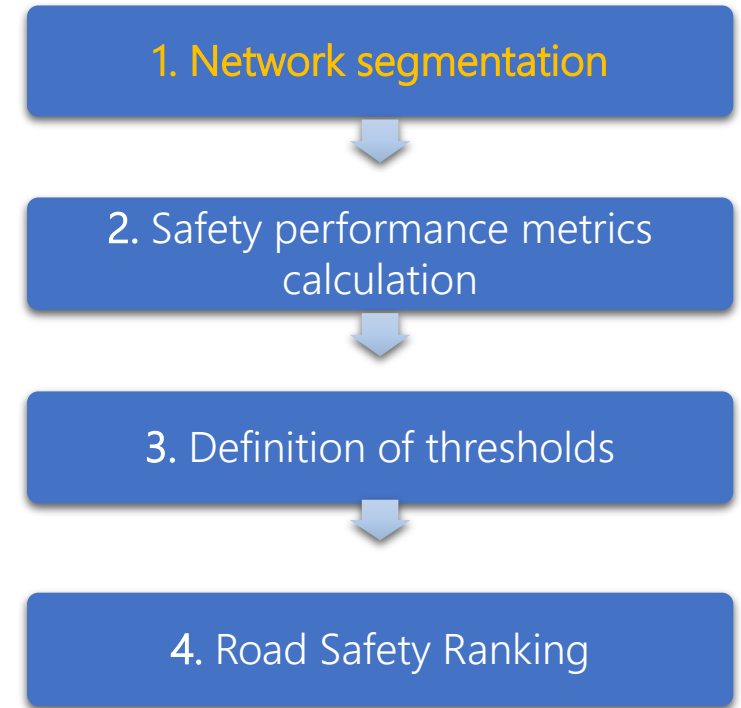 1. Network segmentation
2. Safety performance metrics
calculation
3. Definition of thresholds
4. Road Safety Ranking